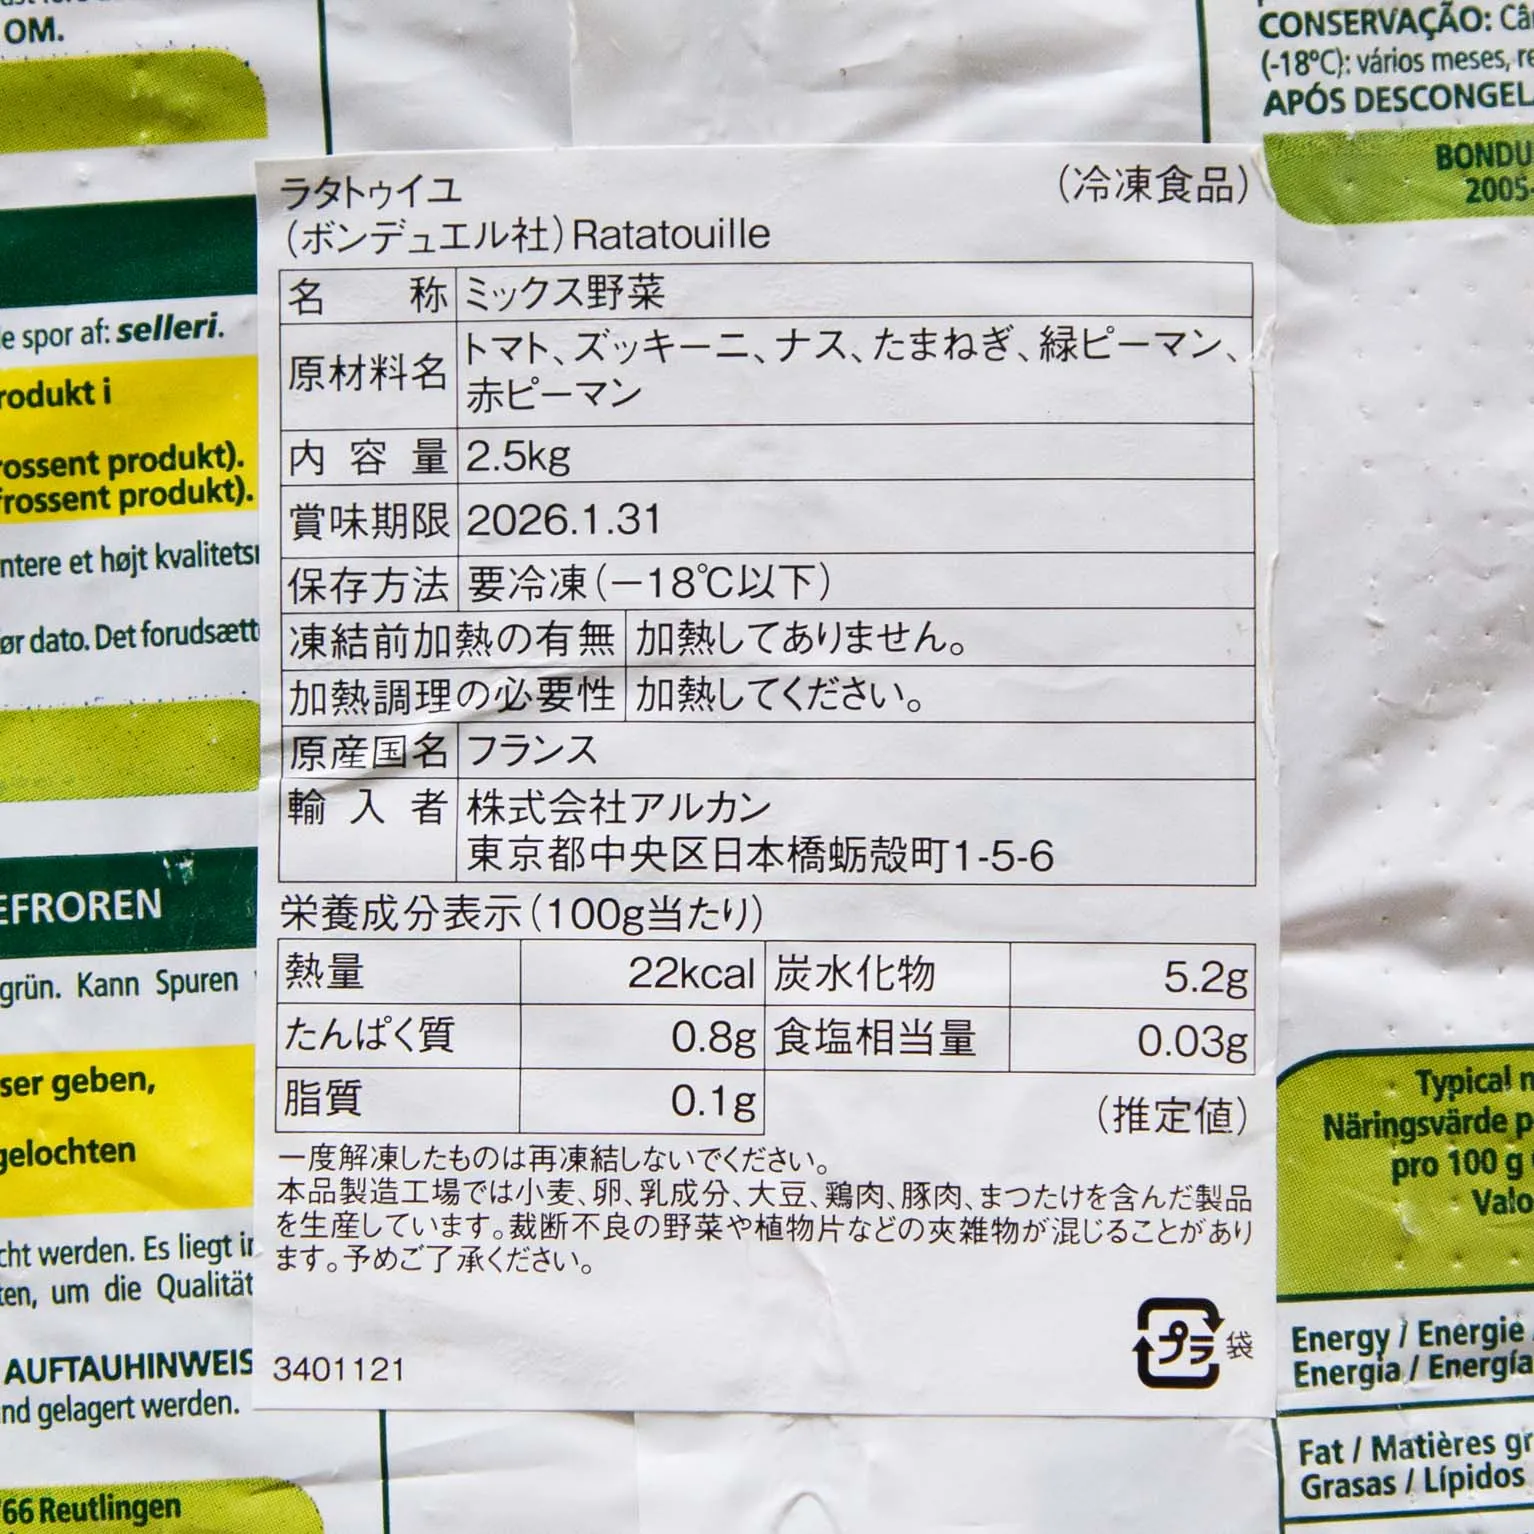 OM.
e spor af: selleri.
rodukt i
rossent produkt).
frossent produkt).
ntere et højt
ør dato. Det
EFROREN
grün. Kann Spuren
ser geben,
gelochten
cht werden. Es liegt
ten, um die Qualität
AUFTAUHINWEIS
nd gelagert werden.
66 Reutlingen
ラタトゥイユ (冷凍食品)
(ボンデュエル社) Ratatouille
名称 ミックス野菜
原材料名 トマト、ズッキーニ、ナス、たまねぎ、緑ピーマン、
赤ピーマン
内容量 2.5kg
賞味期限 2026.1.31
保存方法 要冷凍(−18℃以下)
凍結前加熱の有無 加熱してありません。
加熱調理の必要性 加熱してください。
原産国名 フランス
輸入者 株式会社アルカン
東京都中央区日本橋蛎殻町1-5-6
栄養成分表示(100g当たり)
熱量 22kcal 炭水化物 5.2g
たんぱく質 0.8g 食塩相当量 0.03g
脂質 0.1g (推定値)
一度解凍したものは再凍結しないでください。
本品製造工場では小麦、卵、乳成分、大豆、鶏肉、豚肉、まつたけを含んだ製品
を生産しています。裁断不良の野菜や植物片などの夾雑物が混じることがあり
ます。予めご了承ください。
プラ 袋
3401121
CONSERVAÇÃO:
(-18ºC): vários meses,
APÓS DESCONGEL
BONDU
2005-
Typical
Näringsvärde
pro 100 g
Valo
Energy / Energie
Energia / Energía
Fat / Matières
Grasas / Lípidos